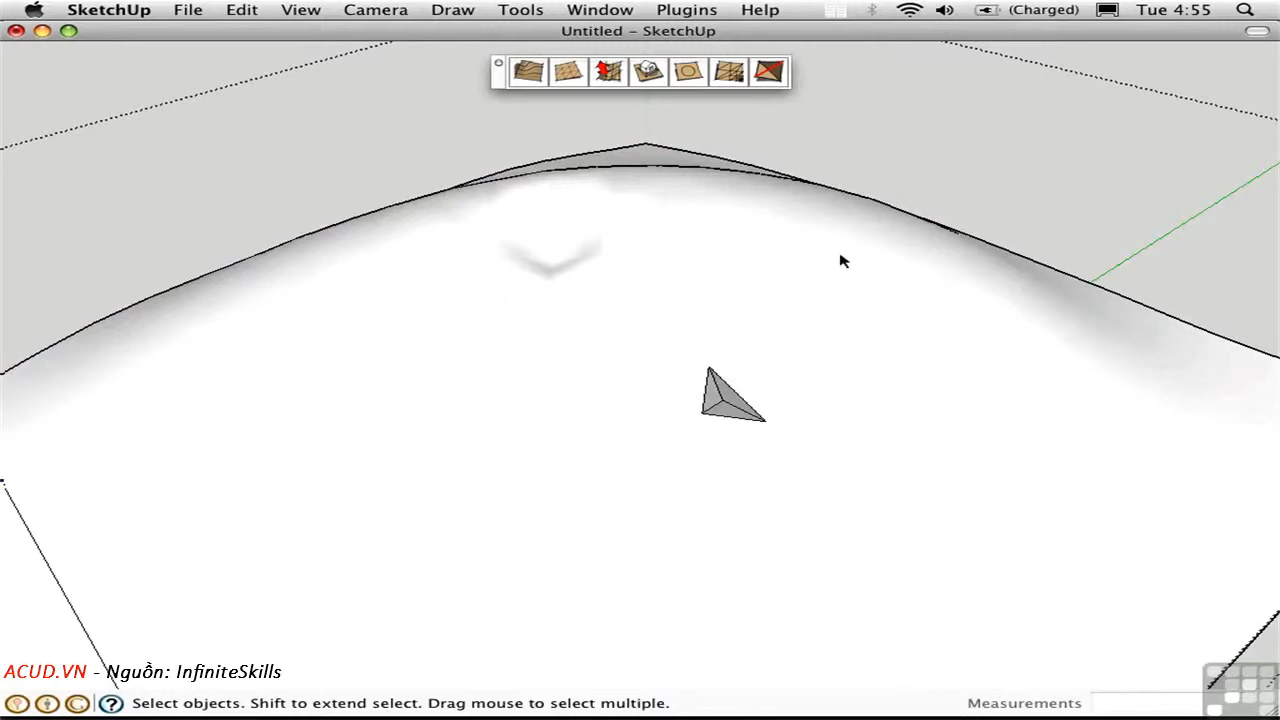 SketchUp File Edit View Camera Draw Tools Window Plugins Help (Charged) Tue 4:55
Untitled – SketchUp
ACUD.VN - Nguồn: InfiniteSkills
Select objects. Shift to extend select. Drag mouse to select multiple. Measurements